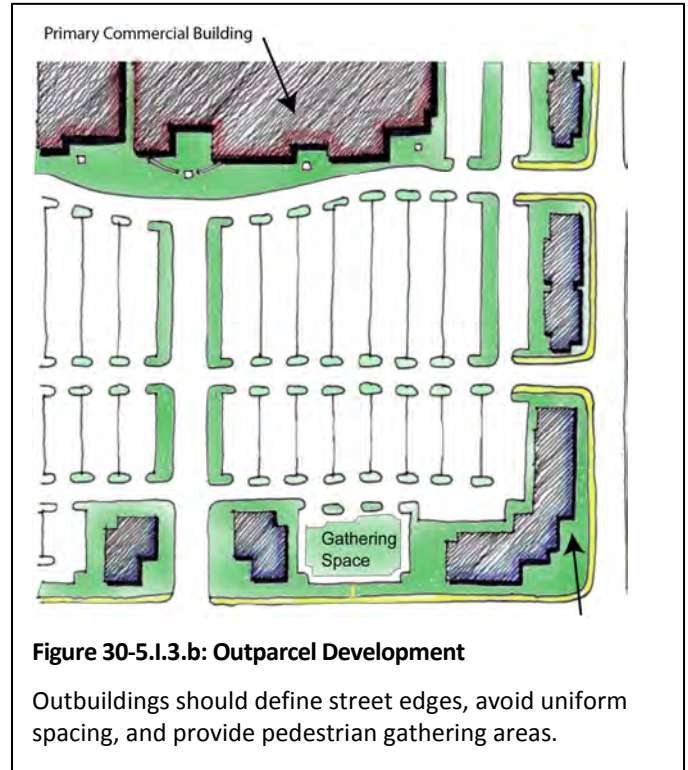 Primary Commercial Building
Gathering
Space
Figure 30-5.I.3.b: Outparcel Development
Outbuildings should define street edges, avoid uniform
spacing, and provide pedestrian gathering areas.